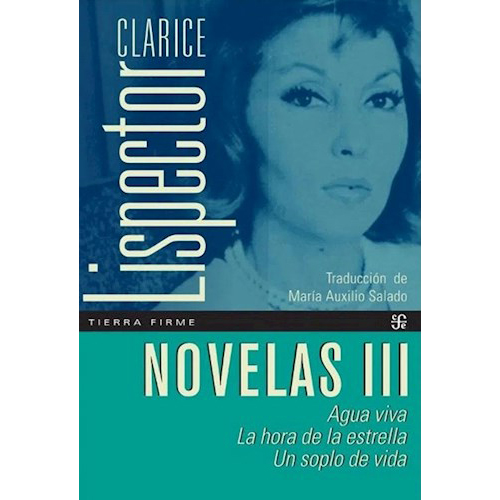 CLARICE
Lispector
Traducción de
María Auxilio Salado
TIERRA FIRME
cfe
NOVELAS III
Agua viva
La hora de la estrella
Un soplo de vida